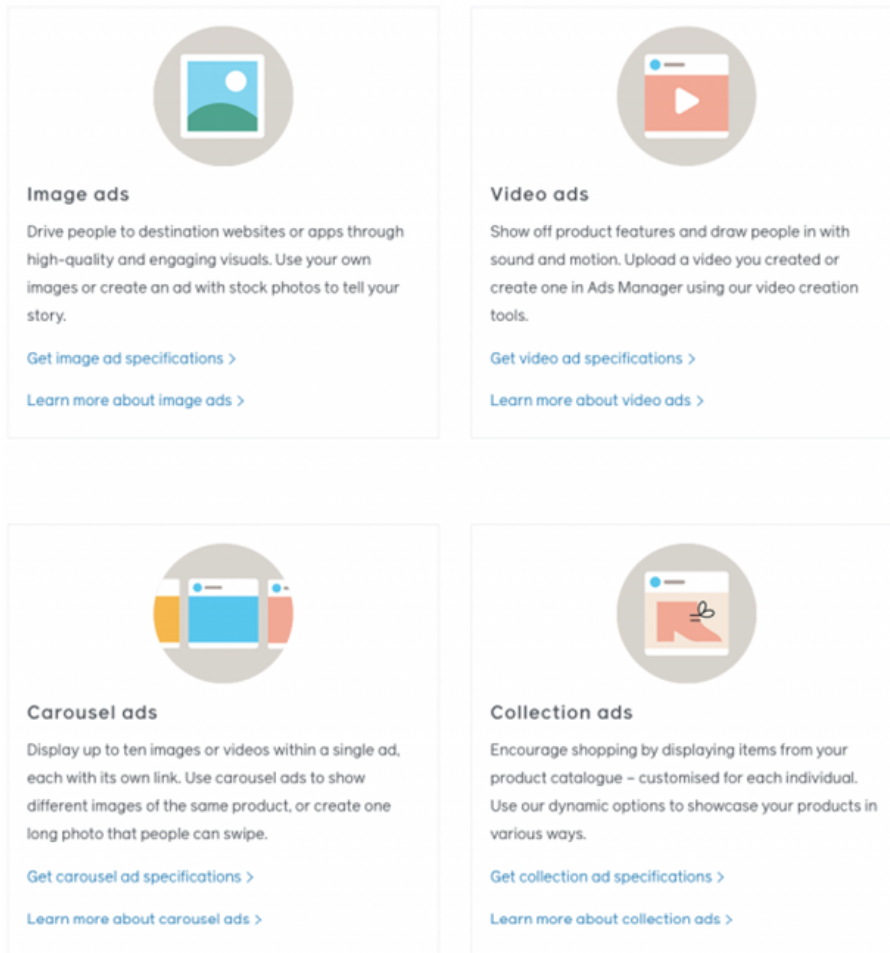 Image ads
Drive people to destination websites or apps through
high-quality and engaging visuals. Use your own
images or create an ad with stock photos to tell your
story.
Get image ad specifications >
Learn more about image ads >
Video ads
Show off product features and draw people in with
sound and motion. Upload a video you created or
create one in Ads Manager using our video creation
tools.
Get video ad specifications >
Learn more about video ads >
Carousel ads
Display up to ten images or videos within a single ad,
each with its own link. Use carousel ads to show
different images of the same product, or create one
long photo that people can swipe.
Get carousel ad specifications >
Learn more about carousel ads >
Collection ads
Encourage shopping by displaying items from your
product catalogue – customised for each individual.
Use our dynamic options to showcase your products in
various ways.
Get collection ad specifications >
Learn more about collection ads >